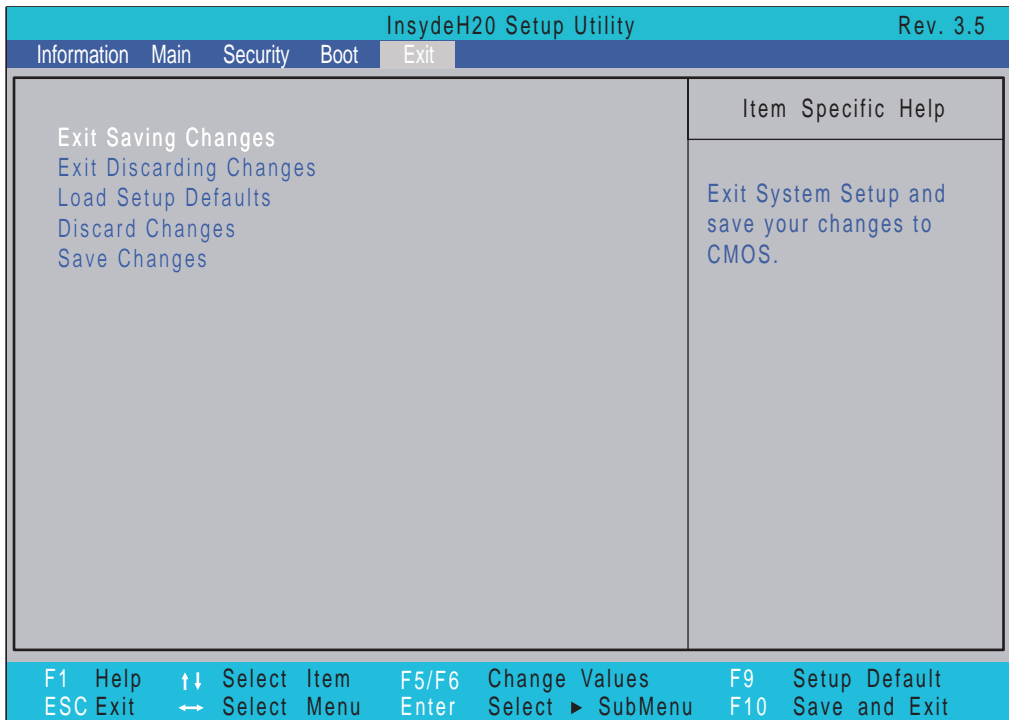 InsydeH20 Setup Utility Rev. 3.5
Information Main Security Boot Exit
Item Specific Help
Exit Saving Changes
Exit Discarding Changes
Load Setup Defaults
Discard Changes
Save Changes
Exit System Setup and
save your changes to
CMOS.
F1 Help ↑↓ Select Item F5/F6 Change Values F9 Setup Default
ESC Exit ↔ Select Menu Enter Select ► SubMenu F10 Save and Exit